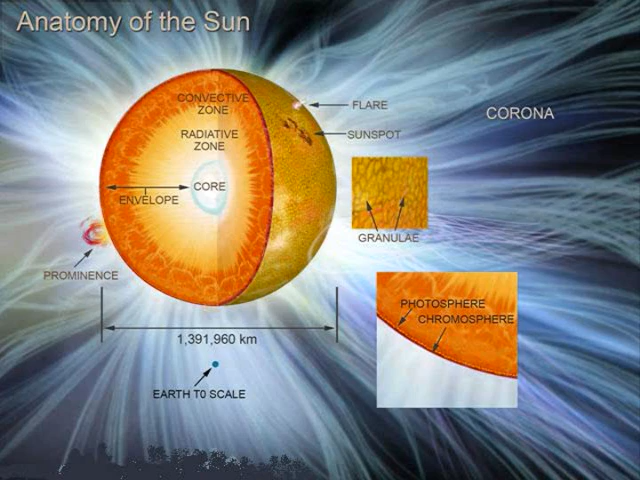 Anatomy of the Sun
CONVECTIVE
ZONE
FLARE
CORONA
RADIATIVE
ZONE
SUNSPOT
CORE
ENVELOPE
GRANULAE
PROMINENCE
PHOTOSPHERE
CHROMOSPHERE
1,391,960 km
EARTH T0 SCALE